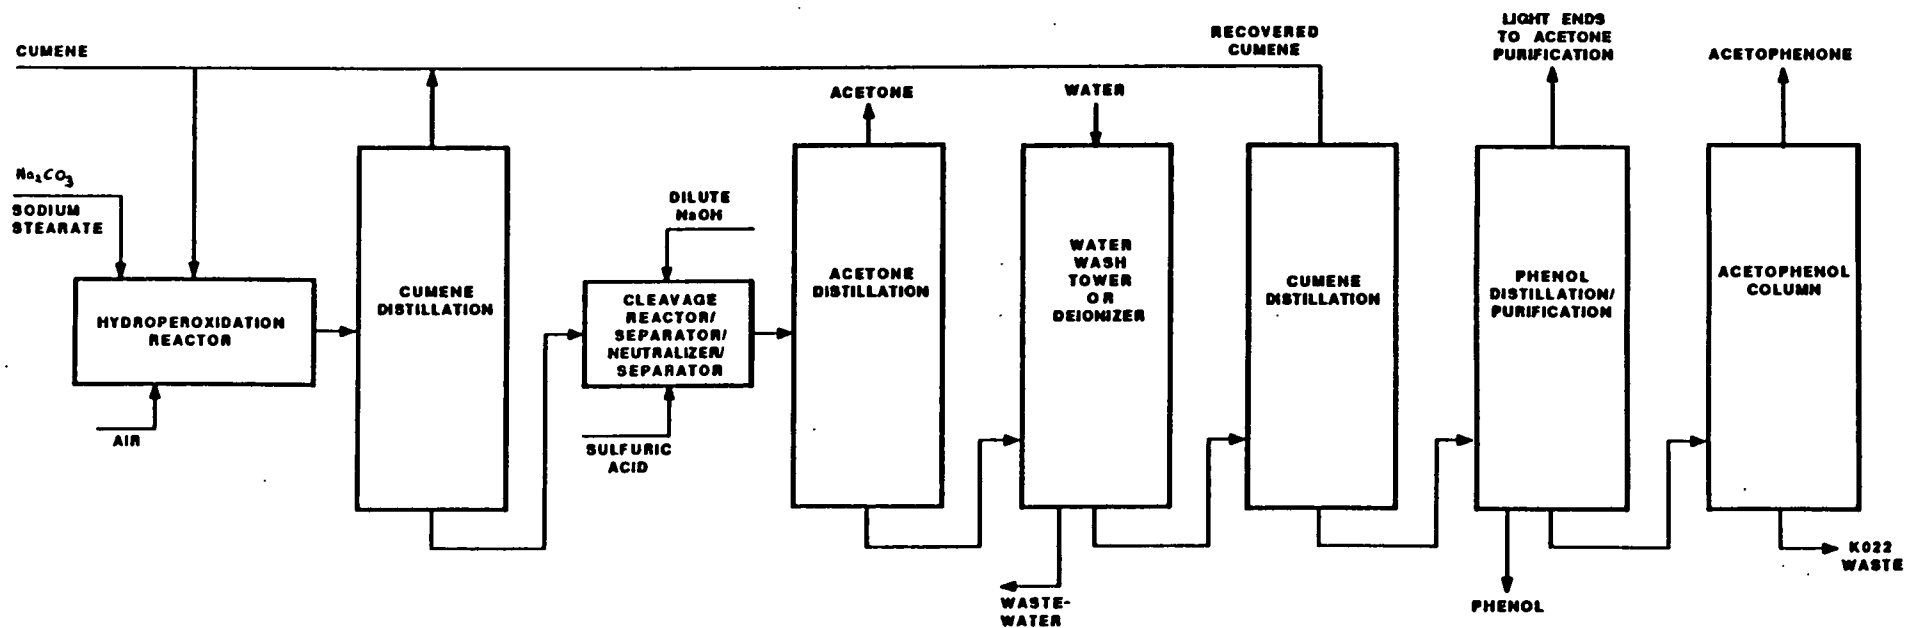 CUMENE
RECOVERED
CUMENE
LIGHT ENDS
TO ACETONE
PURIFICATION
ACETOPHENONE
ACETONE
WATER
Na₂CO₃
SODIUM
STEARATE
DILUTE
NaOH
HYDROPEROXIDATION
REACTOR
AIR
CUMENE
DISTILLATION
CLEAVAGE
REACTOR/
SEPARATOR/
NEUTRALIZER/
SEPARATOR
SULFURIC
ACID
ACETONE
DISTILLATION
WATER
WASH
TOWER
OR
DEIONIZER
CUMENE
DISTILLATION
PHENOL
DISTILLATION/
PURIFICATION
ACETOPHENOL
COLUMN
WASTE-
WATER
PHENOL
K022
WASTE